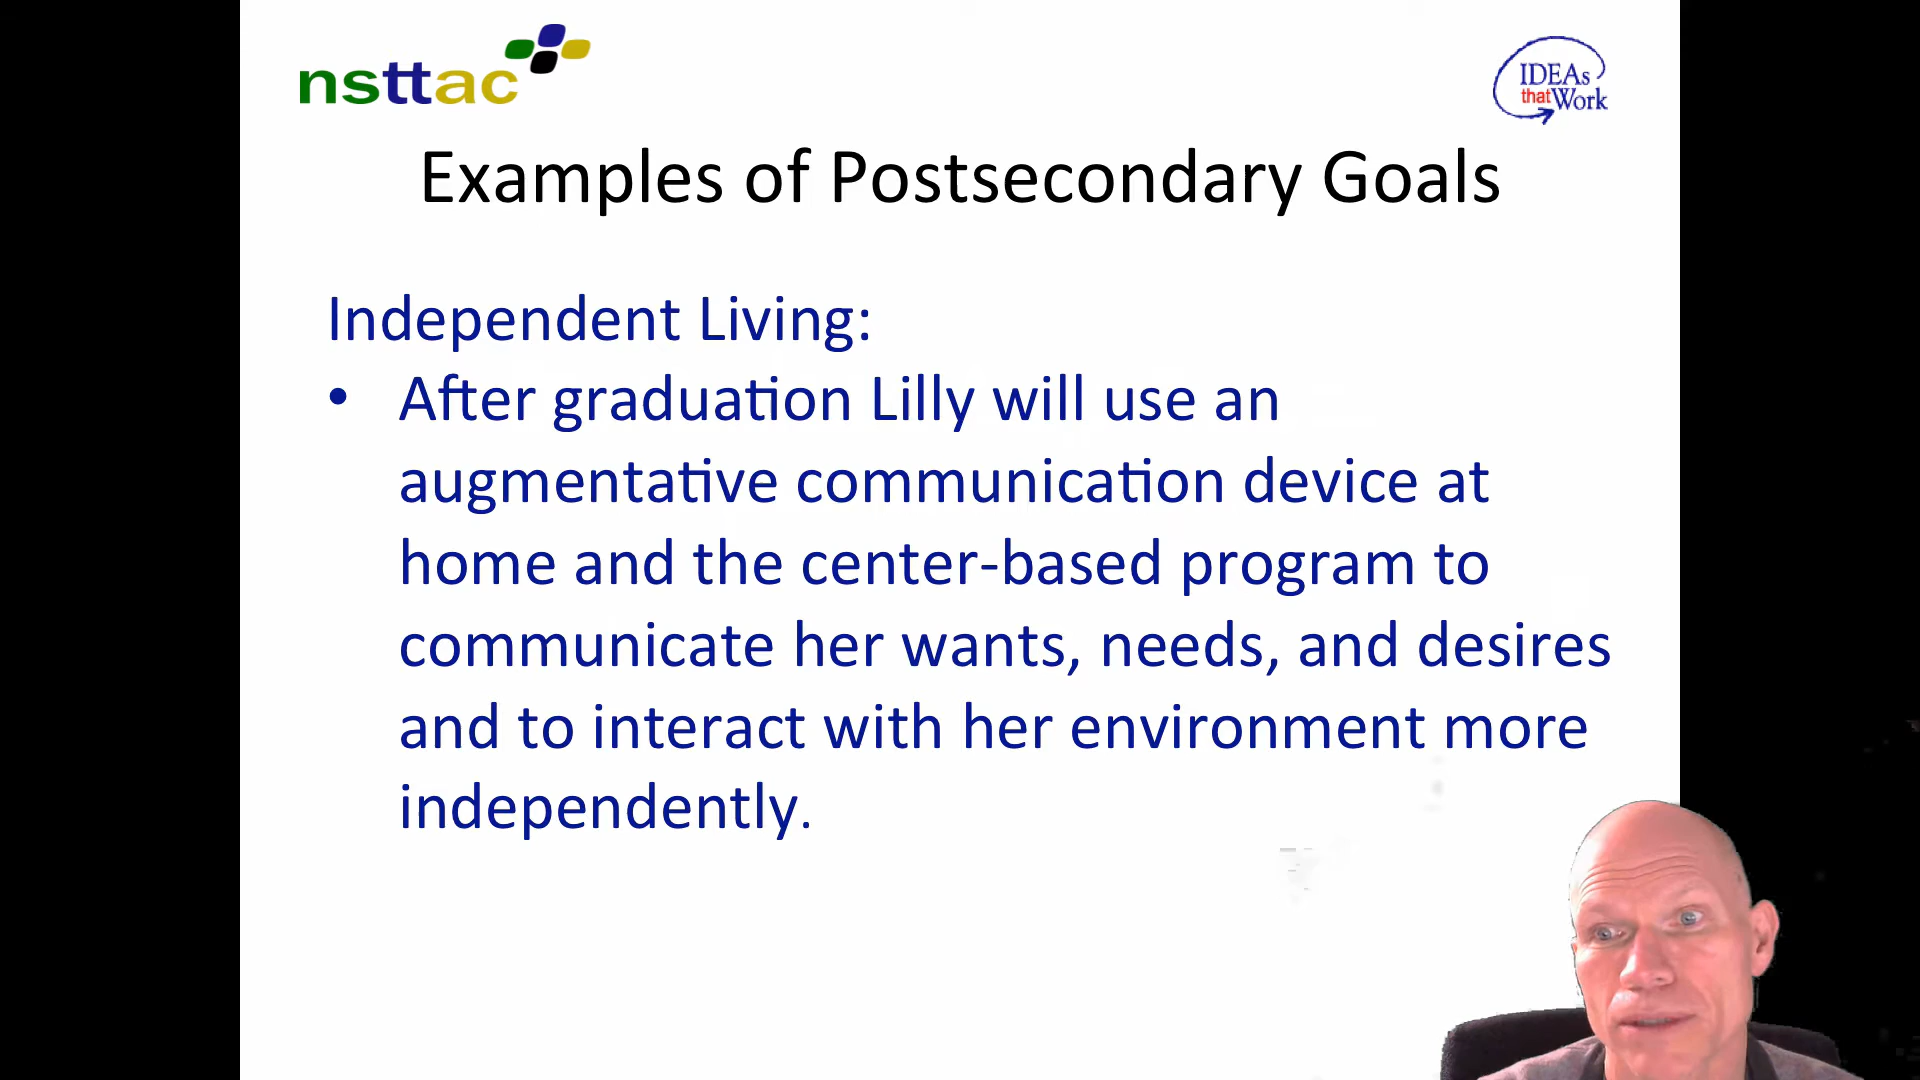 nsttac
IDEAs
that Work
Examples of Postsecondary Goals
Independent Living:
• After graduation Lilly will use an
augmentative communication device at
home and the center-based program to
communicate her wants, needs, and desires
and to interact with her environment more
independently.